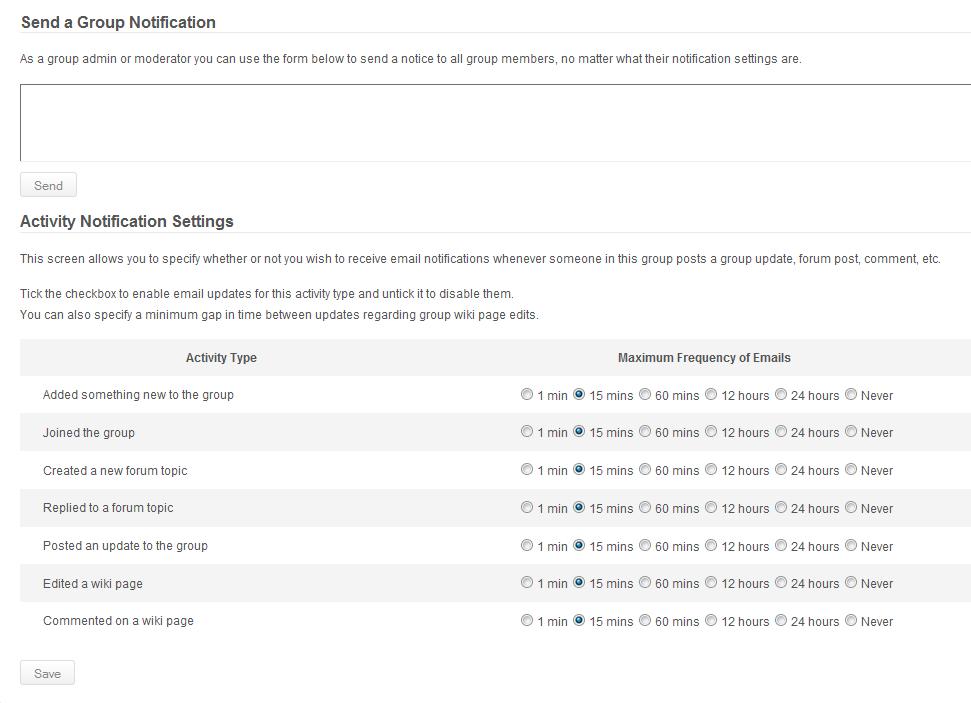 Send a Group Notification
As a group admin or moderator you can use the form below to send a notice to all group members, no matter what their notification settings are.
Send
Activity Notification Settings
This screen allows you to specify whether or not you wish to receive email notifications whenever someone in this group posts a group update, forum post, comment, etc.
Tick the checkbox to enable email updates for this activity type and untick it to disable them.
You can also specify a minimum gap in time between updates regarding group wiki page edits.
Activity Type Maximum Frequency of Emails
Added something new to the group 1 min 15 mins 60 mins 12 hours 24 hours Never
Joined the group 1 min 15 mins 60 mins 12 hours 24 hours Never
Created a new forum topic 1 min 15 mins 60 mins 12 hours 24 hours Never
Replied to a forum topic 1 min 15 mins 60 mins 12 hours 24 hours Never
Posted an update to the group 1 min 15 mins 60 mins 12 hours 24 hours Never
Edited a wiki page 1 min 15 mins 60 mins 12 hours 24 hours Never
Commented on a wiki page 1 min 15 mins 60 mins 12 hours 24 hours Never
Save